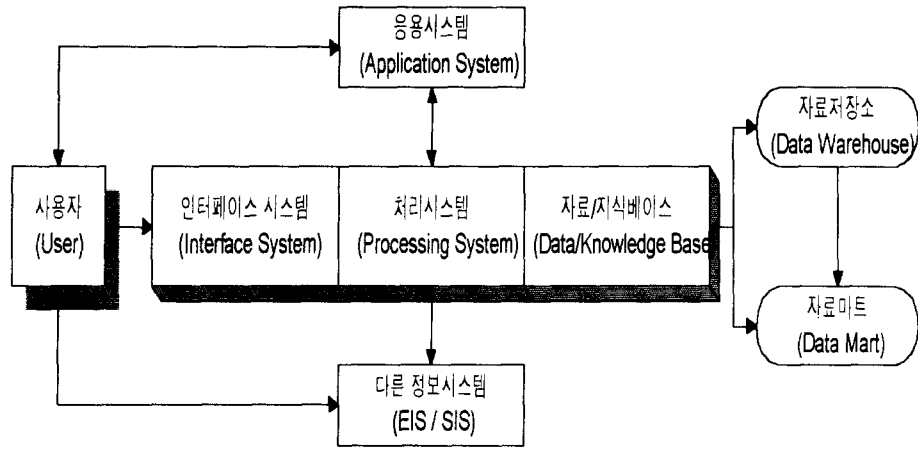 응용시스템
(Application System)
자료저장소
(Data Warehouse)
사용자
(User)
인터페이스 시스템
(Interface System)
처리시스템
(Processing System)
자료/지식베이스
(Data/Knowledge Base
자료마트
(Data Mart)
다른 정보시스템
(EIS / SIS)